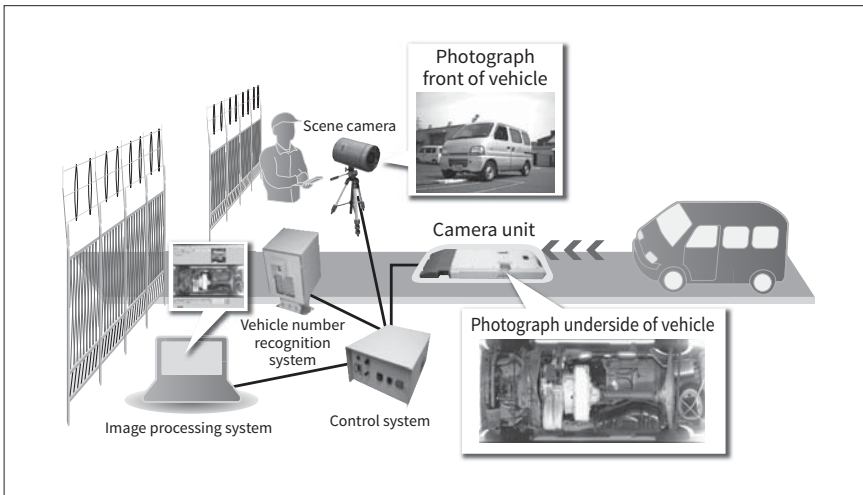 Photograph
front of vehicle
Scene camera
Camera unit
Vehicle number
recognition
system
Photograph underside of vehicle
Control system
Image processing system